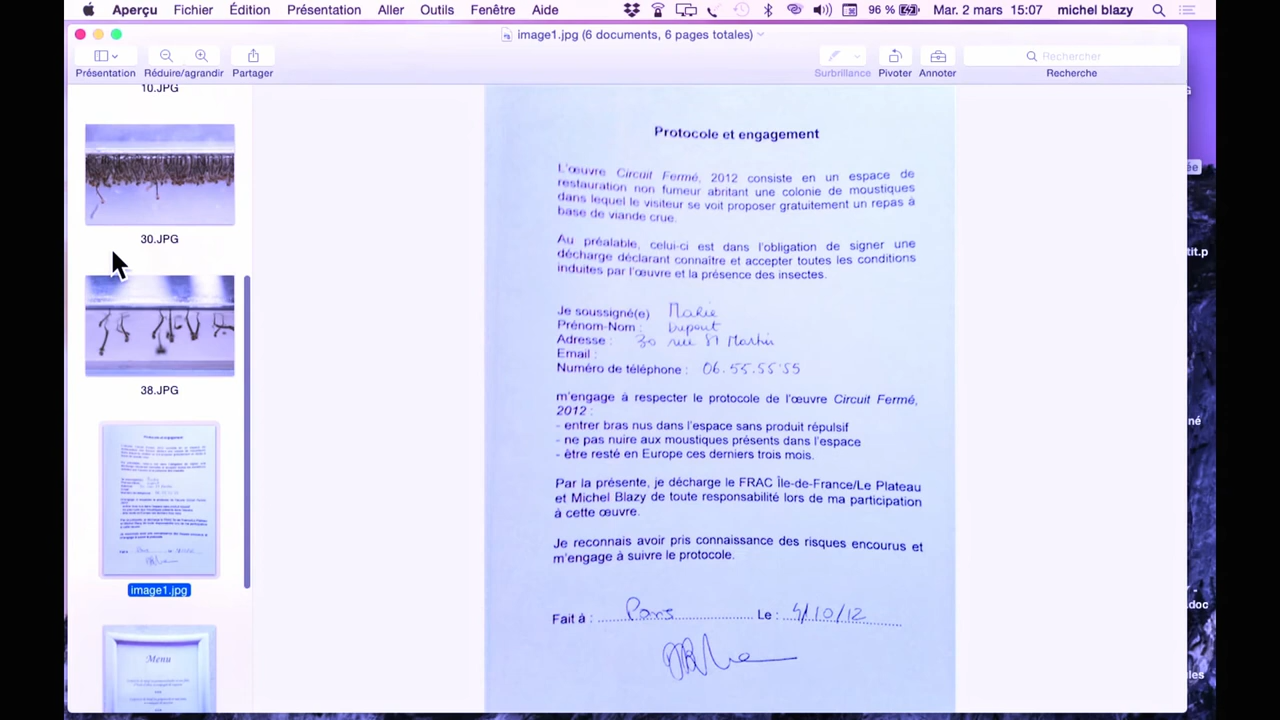 Aperçu Fichier Édition Présentation Aller Outils Fenêtre Aide 96 % Mar. 2 mars 15:07 michel blazy
image1.jpg (6 documents, 6 pages totales)
Rechercher
Présentation Réduire/agrandir Partager Surbrillance Pivoter Annoter Recherche
10.JPG
30.JPG
38.JPG
image1.jpg
Menu
Protocole et engagement
L'œuvre Circuit Fermé, 2012 consiste en un espace de
restauration non fumeur abritant une colonie de moustiques
dans lequel le visiteur se voit proposer gratuitement un repas à
base de viande crue.
Au préalable, celui-ci est dans l'obligation de signer une
décharge déclarant connaître et accepter toutes les conditions
induites par l'œuvre et la présence des insectes.
Je soussigné(e) Marie
Prénom-Nom : Dupont
Adresse : 30 rue St Martin
Email :
Numéro de téléphone : 06.55.55.55
m'engage à respecter le protocole de l'œuvre Circuit Fermé,
2012 :
- entrer bras nus dans l'espace sans produit répulsif
ne pas nuire aux moustiques présents dans l'espace
être resté en Europe ces derniers trois mois.
Par la présente, je décharge le FRAC Île-de-France/Le Plateau
et Michel Blazy de toute responsabilité lors de ma participation
à cette œuvre.
Je reconnais avoir pris connaissance des risques encourus et
m'engage à suivre le protocole.
Fait à : Paris Le : 4/10/12
tit.p
né
.doc
les